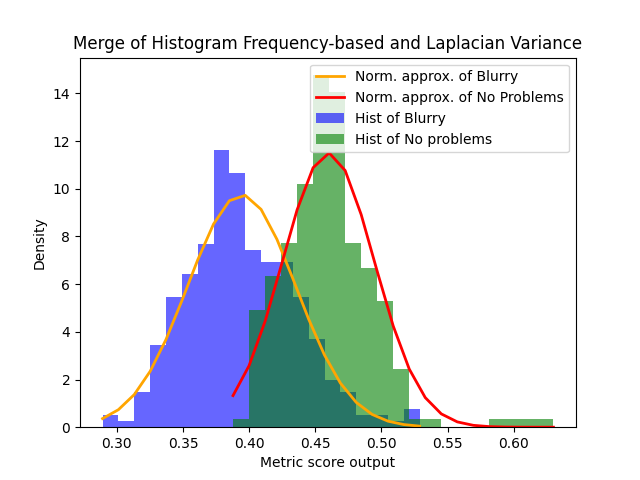 Merge of Histogram Frequency-based and Laplacian Variance
Norm. approx. of Blurry
Norm. approx. of No Problems
Hist of Blurry
Hist of No problems
14
12
10
8
6
4
2
0
Density
0.30 0.35 0.40 0.45 0.50 0.55 0.60
Metric score output